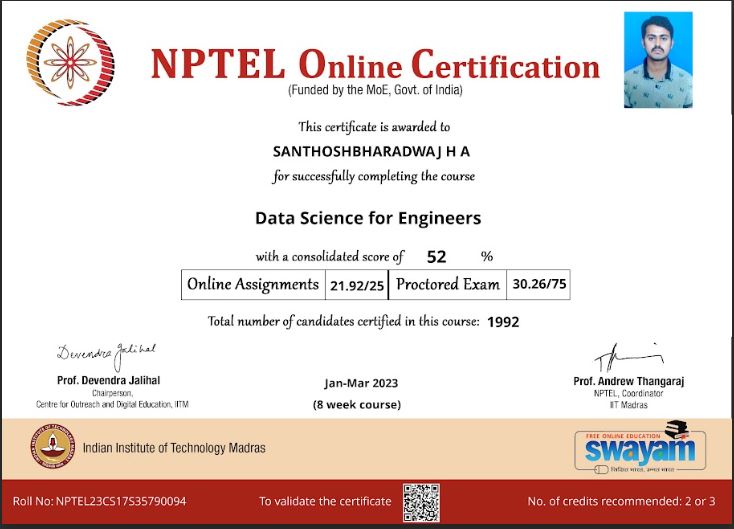 NPTEL Online Certification
(Funded by the MoE, Govt. of India)
This certificate is awarded to
SANTHOSHBHARADWAJ H A
for successfully completing the course
Data Science for Engineers
with a consolidated score of 52 %
Online Assignments 21.92/25 Proctored Exam 30.26/75
Total number of candidates certified in this course: 1992
Devendra Jalihal
Prof. Devendra Jalihal
Chairperson,
Centre for Outreach and Digital Education, IITM
Jan-Mar 2023
(8 week course)
Prof. Andrew Thangaraj
NPTEL, Coordinator
IIT Madras
Indian Institute of Technology Madras
FREE ONLINE EDUCATION
swayam
शिक्षित भारत, उन्नत भारत
Roll No: NPTEL23CS17S35790094
To validate the certificate
No. of credits recommended: 2 or 3